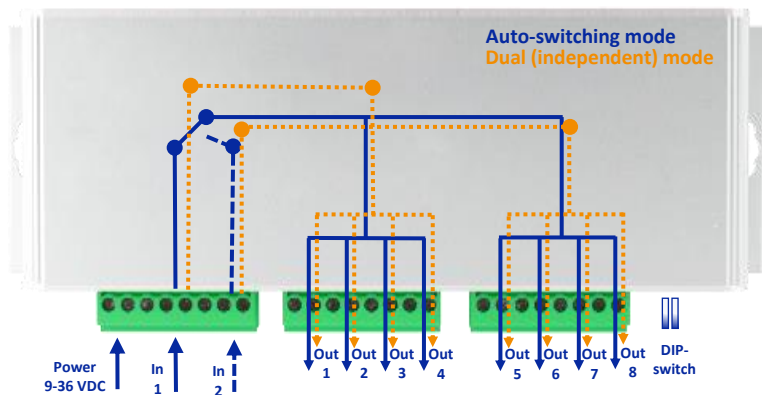 Auto-switching mode
Dual (independent) mode
Power
9-36 VDC
In
1
In
2
Out
1
Out
2
Out
3
Out
4
Out
5
Out
6
Out
7
Out
8
DIP-
switch